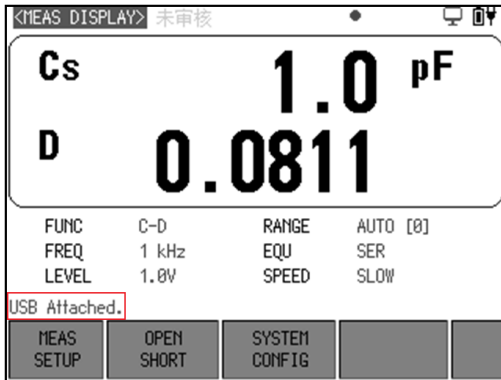 <MEAS DISPLAY> 未审核
Cs 1.0 pF
D 0.0811
FUNC C-D RANGE AUTO [0]
FREQ 1 kHz EQU SER
LEVEL 1.0V SPEED SLOW
USB Attached.
MEAS SETUP OPEN SHORT SYSTEM CONFIG